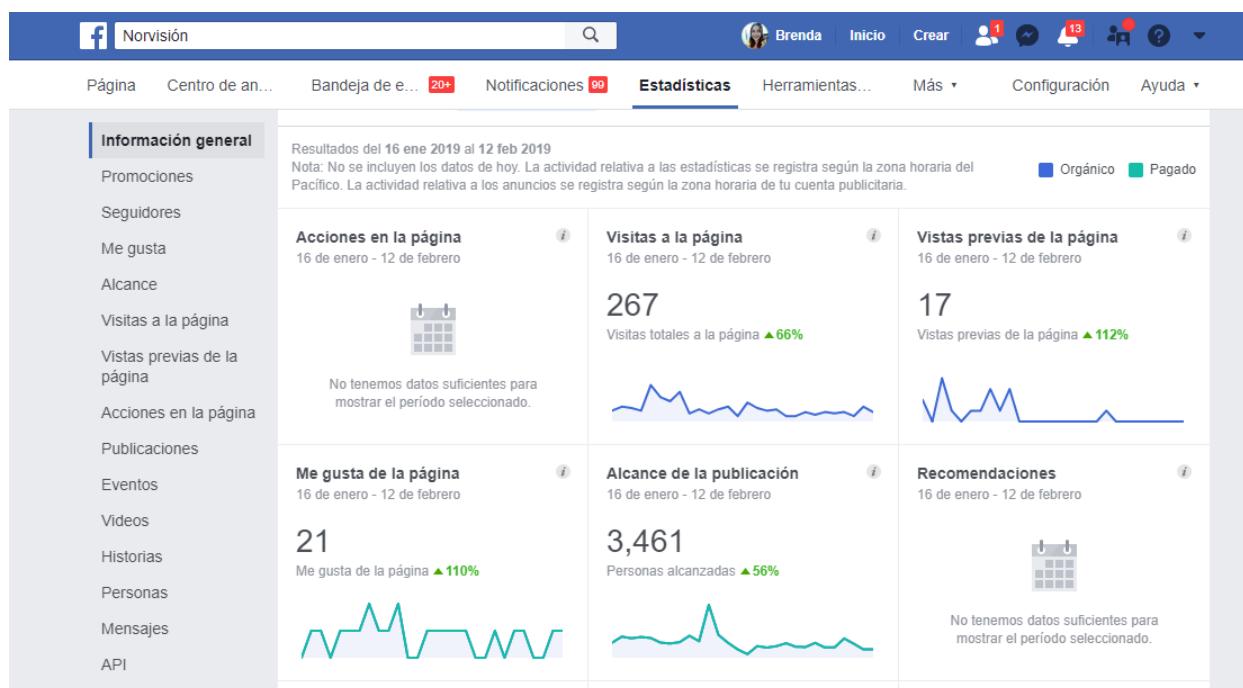 Norvisión
Brenda Inicio Crear 1 13
Página Centro de an... Bandeja de e... 20+ Notificaciones 99 Estadísticas Herramientas... Más Configuración Ayuda
Información general
Promociones
Seguidores
Me gusta
Alcance
Visitas a la página
Vistas previas de la
página
Acciones en la página
Publicaciones
Eventos
Videos
Historias
Personas
Mensajes
API
Resultados del 16 ene 2019 al 12 feb 2019
Nota: No se incluyen los datos de hoy. La actividad relativa a las estadísticas se registra según la zona horaria del
Pacífico. La actividad relativa a los anuncios se registra según la zona horaria de tu cuenta publicitaria.
Orgánico Pagado
Acciones en la página
16 de enero - 12 de febrero
No tenemos datos suficientes para
mostrar el período seleccionado.
Visitas a la página
16 de enero - 12 de febrero
267
Visitas totales a la página ▲66%
Vistas previas de la página
16 de enero - 12 de febrero
17
Vistas previas de la página ▲112%
Me gusta de la página
16 de enero - 12 de febrero
21
Me gusta de la página ▲110%
Alcance de la publicación
16 de enero - 12 de febrero
3,461
Personas alcanzadas ▲56%
Recomendaciones
16 de enero - 12 de febrero
No tenemos datos suficientes para
mostrar el período seleccionado.